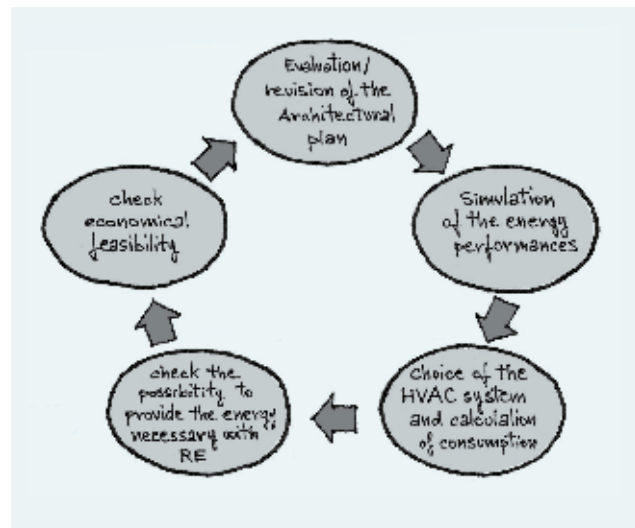 Evaluation/
revision of the
Architectural
plan
Simulation
of the energy
performances
choice of the
HVAC system
and calculation
of consumption
check the
possibility to
provide the energy
necessary with
RE
check
economical
feasibility